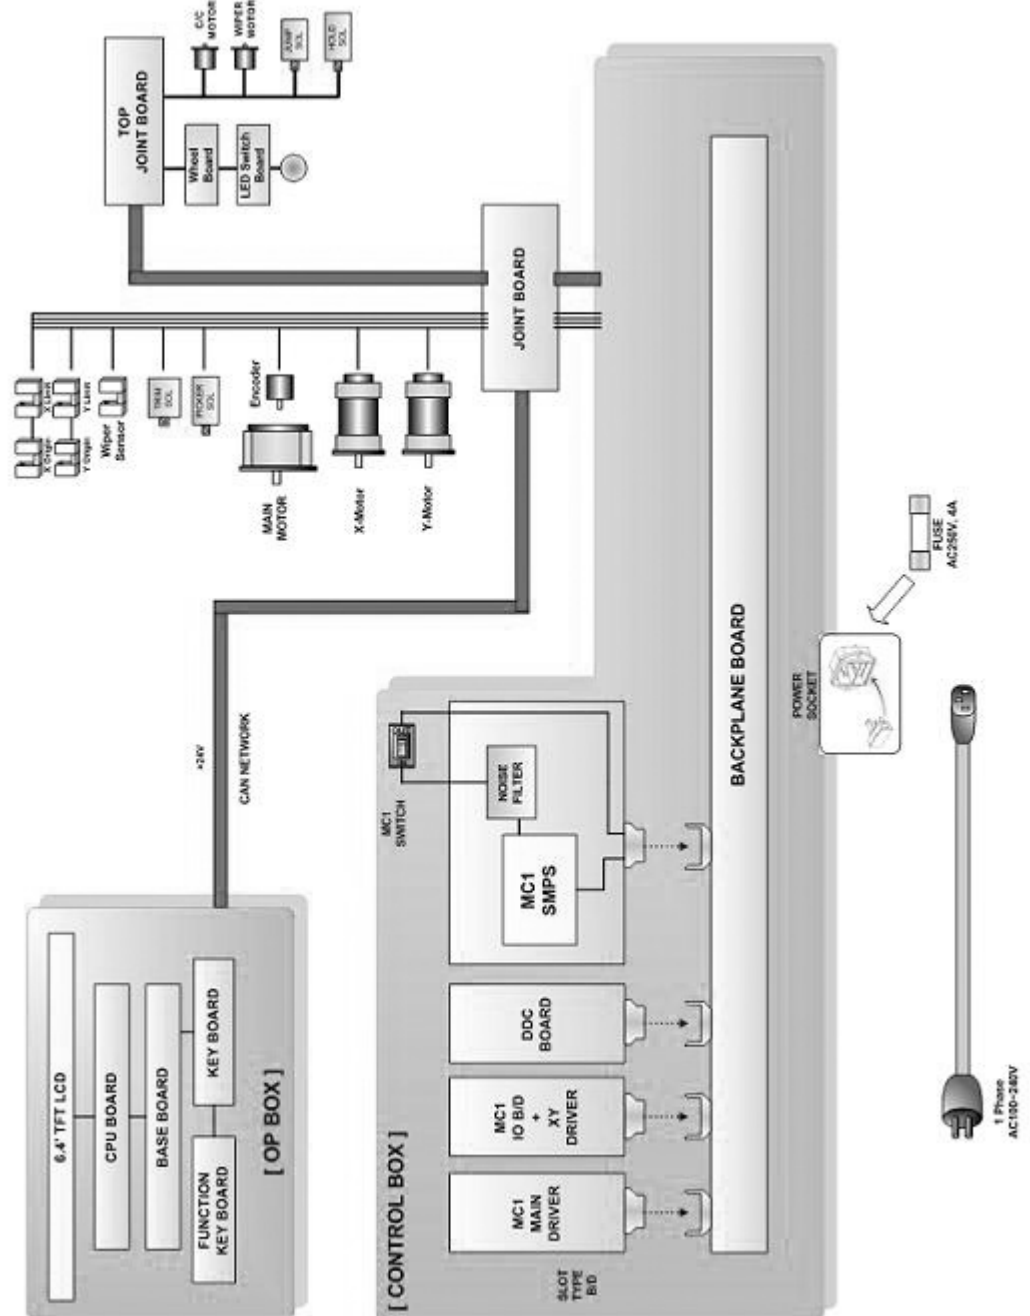 C/C
MOTOR
WIPER
MOTOR
JUMP
SOL
HOLD
SOL
TOP
JOINT BOARD
Wheel
Board
LED Switch
Board
JOINT BOARD
X Limit
X Origin
Y Limit
Y Origin
Wiper
Sensor
TRIM
SOL
PICKER
SOL
Encoder
MAIN
MOTOR
X-Motor
Y-Motor
+24V
CAN NETWORK
6.4' TFT LCD
CPU BOARD
BASE BOARD
KEY BOARD
FUNCTION
KEY BOARD
[ OP BOX ]
MC1
SWITCH
NOISE
FILTER
MC1
SMPS
DDC
BOARD
MC1
IO B/D
+
XY
DRIVER
MC1
MAIN
DRIVER
[ CONTROL BOX ]
SLOT
TYPE
B/D
BACKPLANE BOARD
POWER
SOCKET
FUSE
AC250V, 4A
1 Phase
AC100~240V